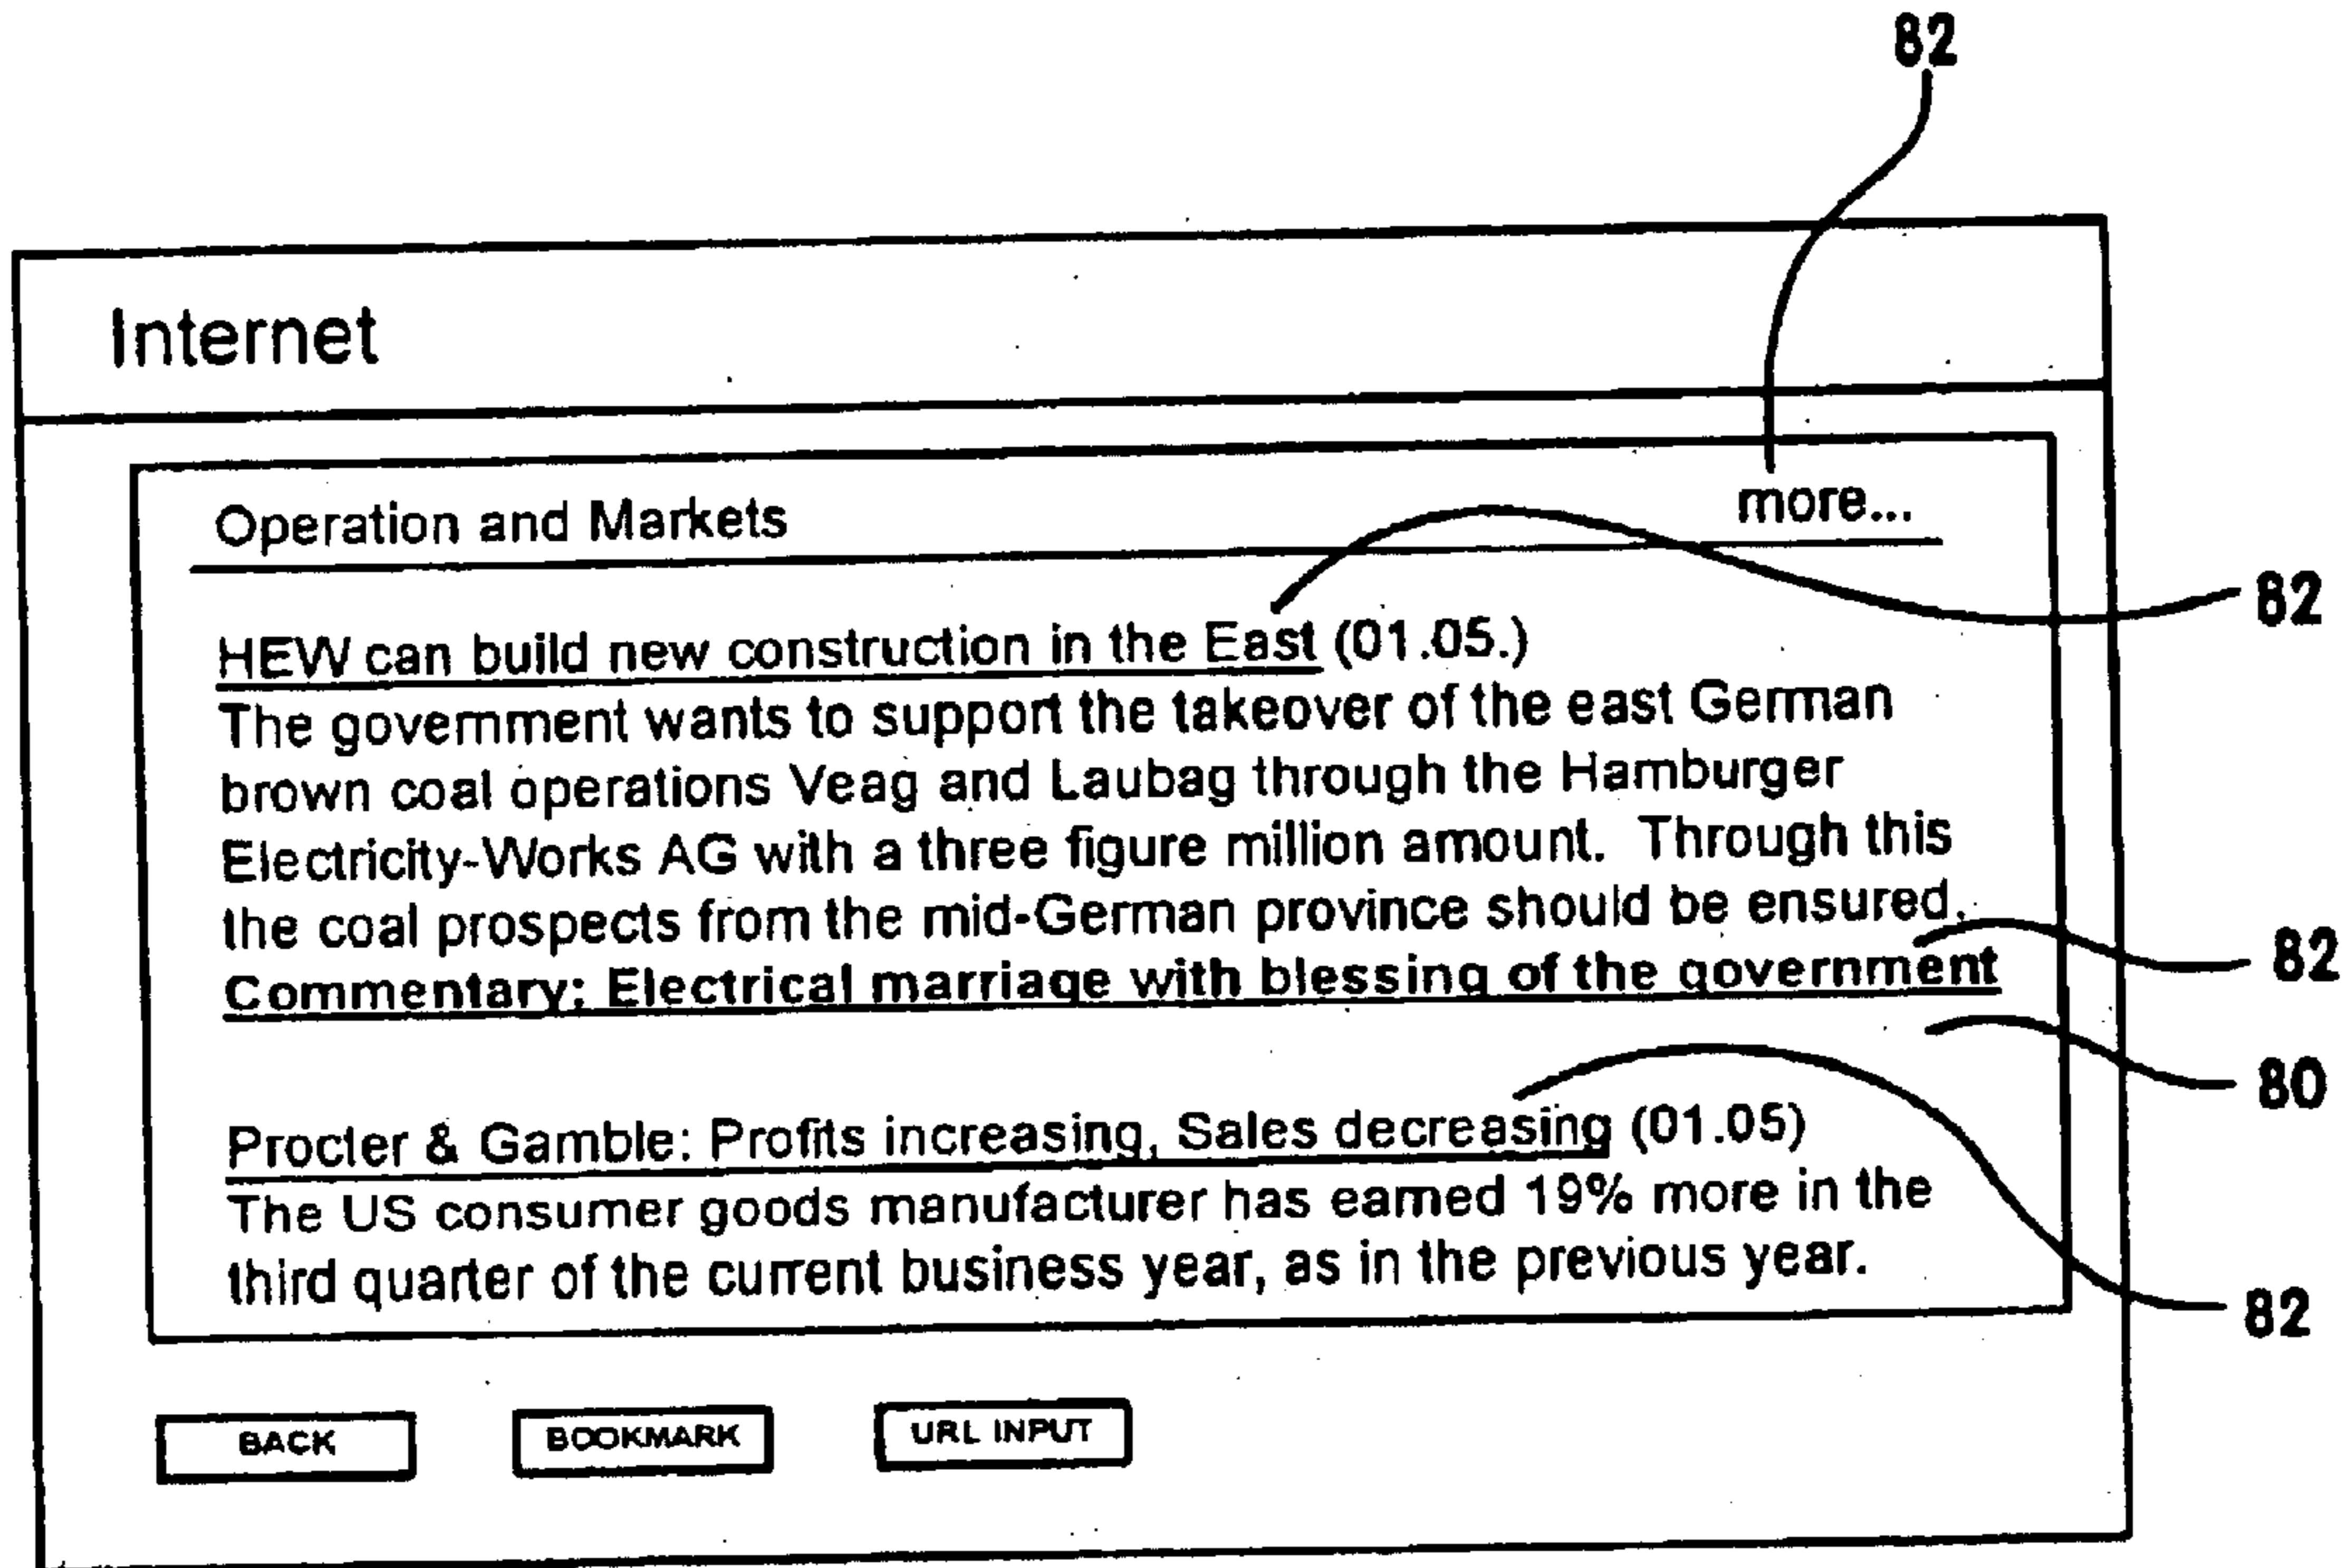 82
Internet
Operation and Markets more...
82
HEW can build new construction in the East (01.05.)
The government wants to support the takeover of the east German
brown coal operations Veag and Laubag through the Hamburger
Electricity-Works AG with a three figure million amount. Through this
the coal prospects from the mid-German province should be ensured.
82
Commentary: Electrical marriage with blessing of the government
80
Procter & Gamble: Profits increasing, Sales decreasing (01.05)
The US consumer goods manufacturer has earned 19% more in the
third quarter of the current business year, as in the previous year.
82
BACK BOOKMARK URL INPUT